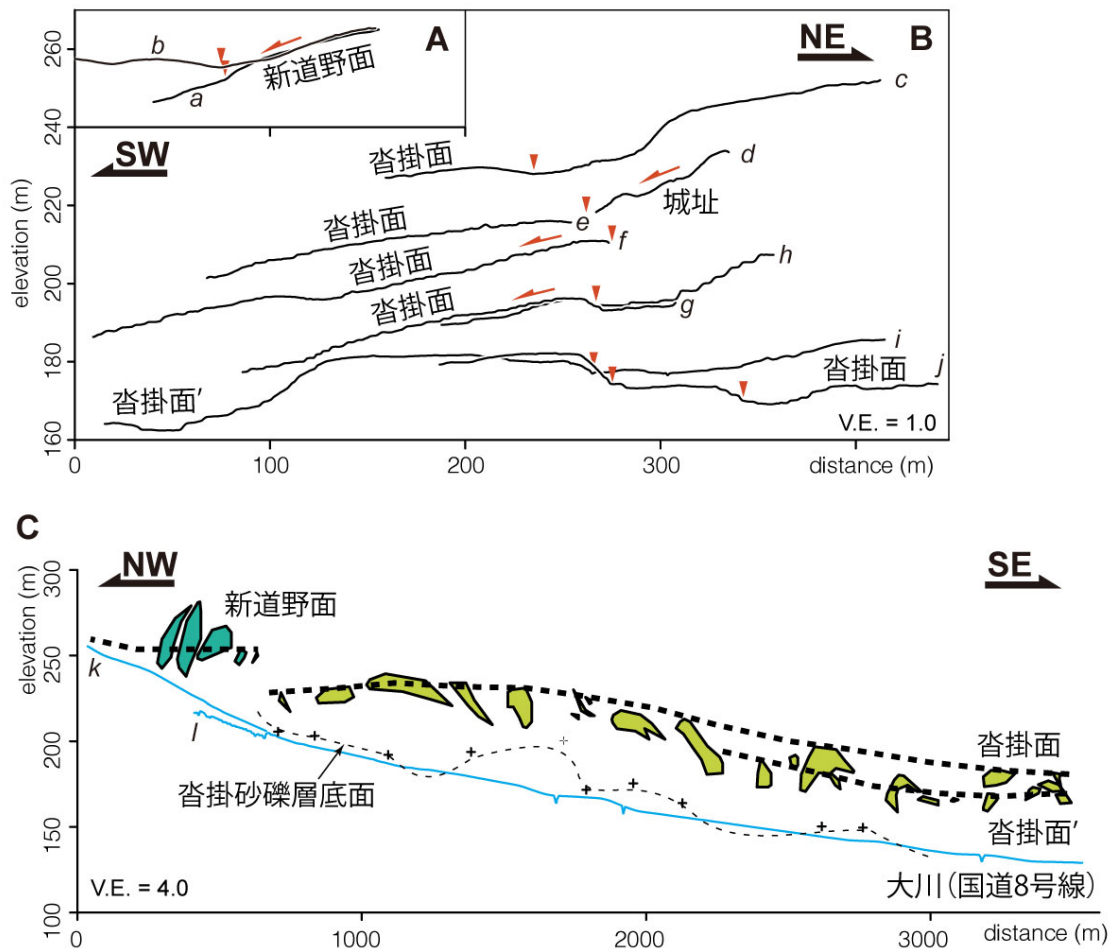 A
B
b
a
新道野面
NE
c
260
240
220
200
180
160
elevation (m)
SW
沓掛面
d
城址
沓掛面
e
f
沓掛面
h
沓掛面
g
i
沓掛面
j
沓掛面′
V.E. = 1.0
0
100
200
300
distance (m)
C
NW
SE
300
250
200
150
100
elevation (m)
新道野面
k
l
沓掛砂礫層底面
沓掛面
沓掛面′
大川(国道8号線)
V.E. = 4.0
0
1000
2000
3000
distance (m)